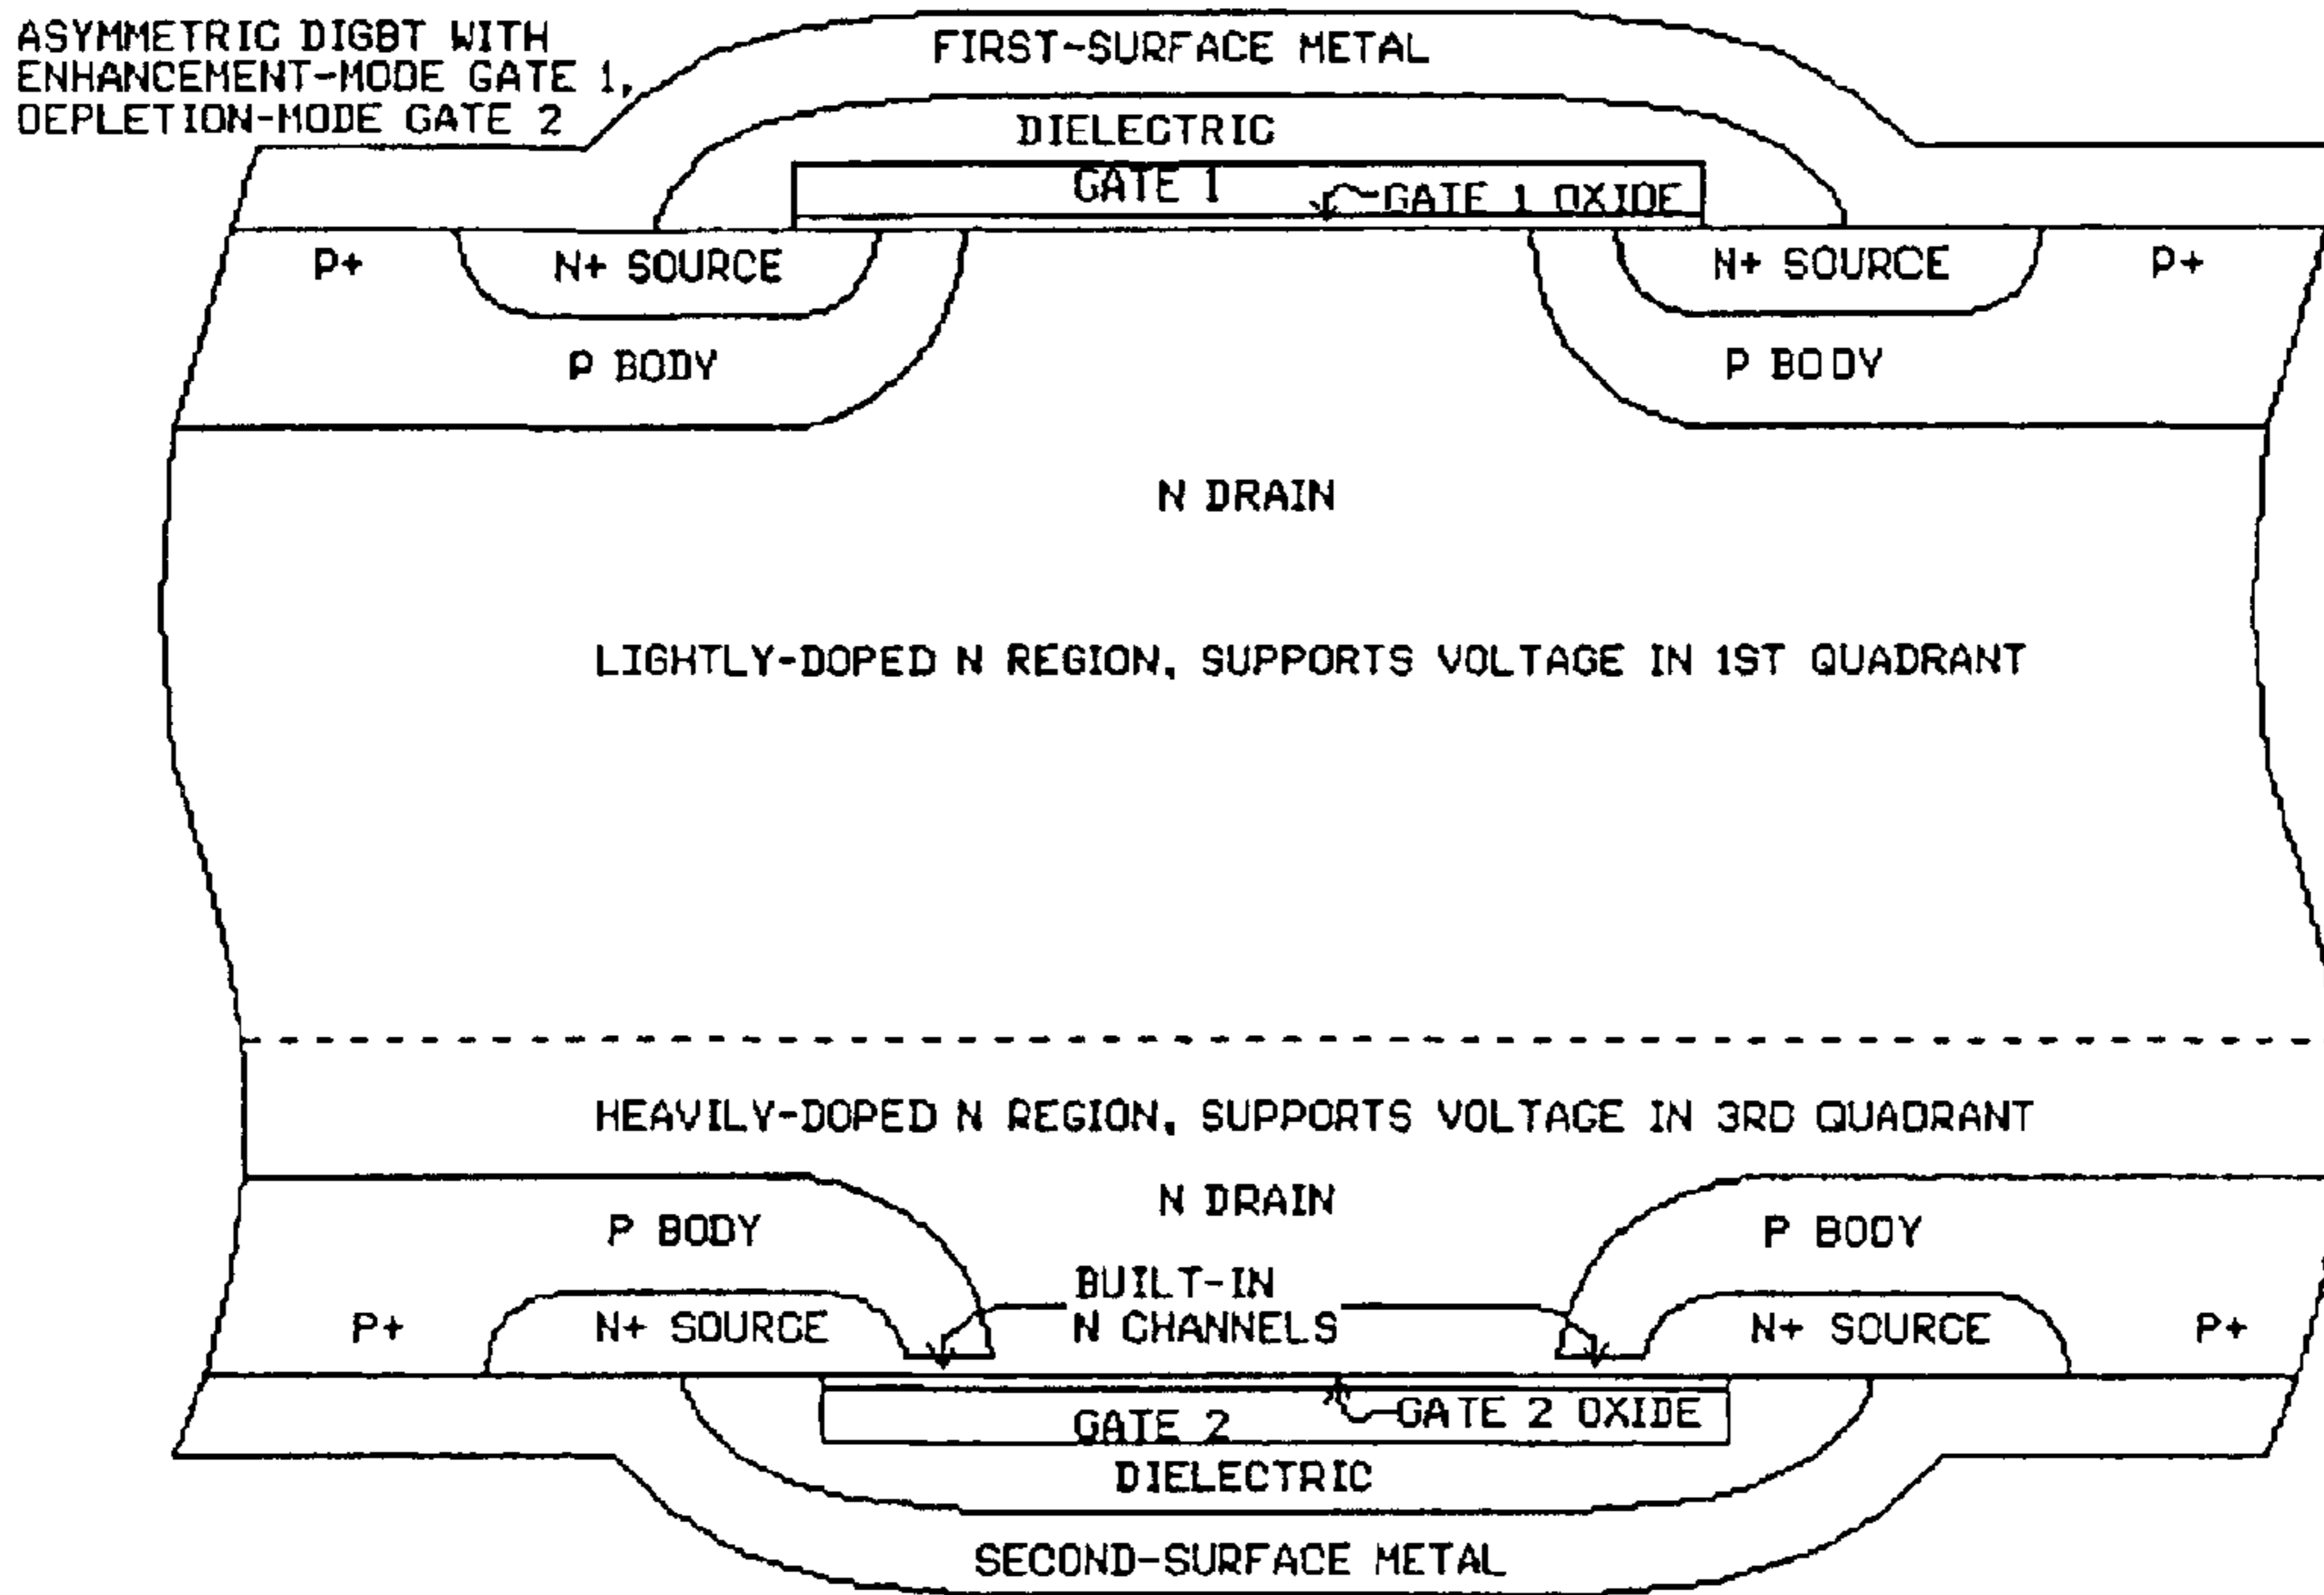 ASYMMETRIC DIGBT WITH
ENHANCEMENT-MODE GATE 1,
DEPLETION-MODE GATE 2
FIRST-SURFACE METAL
DIELECTRIC
GATE 1
GATE 1 OXIDE
P+
N+ SOURCE
N+ SOURCE
P+
P BODY
P BODY
N DRAIN
LIGHTLY-DOPED N REGION, SUPPORTS VOLTAGE IN 1ST QUADRANT
HEAVILY-DOPED N REGION, SUPPORTS VOLTAGE IN 3RD QUADRANT
N DRAIN
P BODY
P BODY
BUILT-IN
N CHANNELS
P+
N+ SOURCE
N+ SOURCE
P+
GATE 2
GATE 2 OXIDE
DIELECTRIC
SECOND-SURFACE METAL